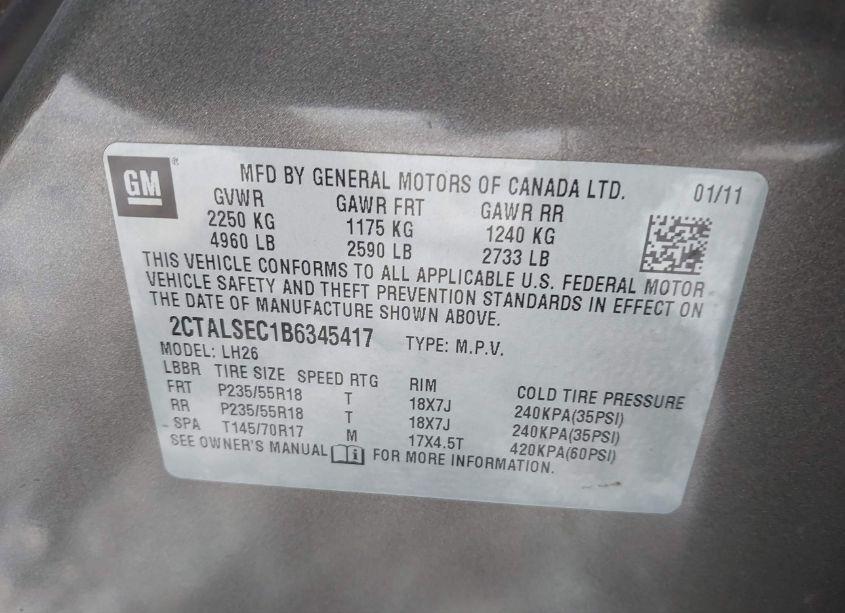 GM®
MFD BY GENERAL MOTORS OF CANADA LTD. 01/11
GVWR GAWR FRT GAWR RR
2250 KG 1175 KG 1240 KG
4960 LB 2590 LB 2733 LB
THIS VEHICLE CONFORMS TO ALL APPLICABLE U.S. FEDERAL MOTOR
VEHICLE SAFETY AND THEFT PREVENTION STANDARDS IN EFFECT ON
THE DATE OF MANUFACTURE SHOWN ABOVE.
2CTALSEC1B6345417 TYPE: M.P.V.
MODEL: LH26
LBBR TIRE SIZE SPEED RTG RIM COLD TIRE PRESSURE
FRT P235/55R18 T 18X7J 240KPA(35PSI)
RR P235/55R18 T 18X7J 240KPA(35PSI)
SPA T145/70R17 M 17X4.5T 420KPA(60PSI)
SEE OWNER'S MANUAL i FOR MORE INFORMATION.